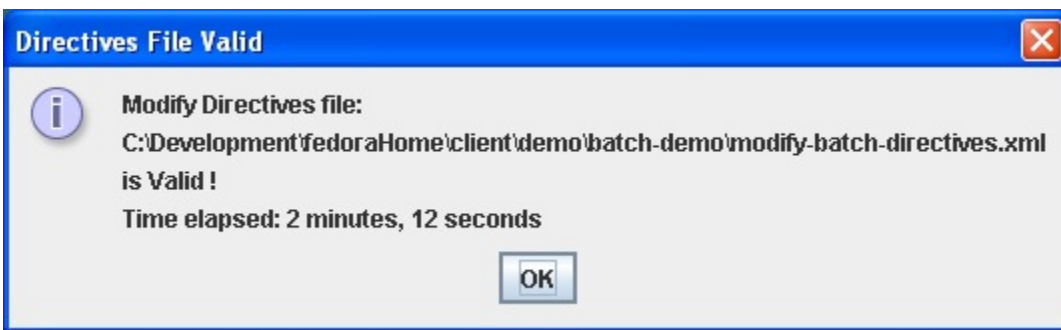 Directives File Valid
Modify Directives file:
C:\Development\fedoraHome\client\demo\batch-demo\modify-batch-directives.xml
is Valid !
Time elapsed: 2 minutes, 12 seconds
OK